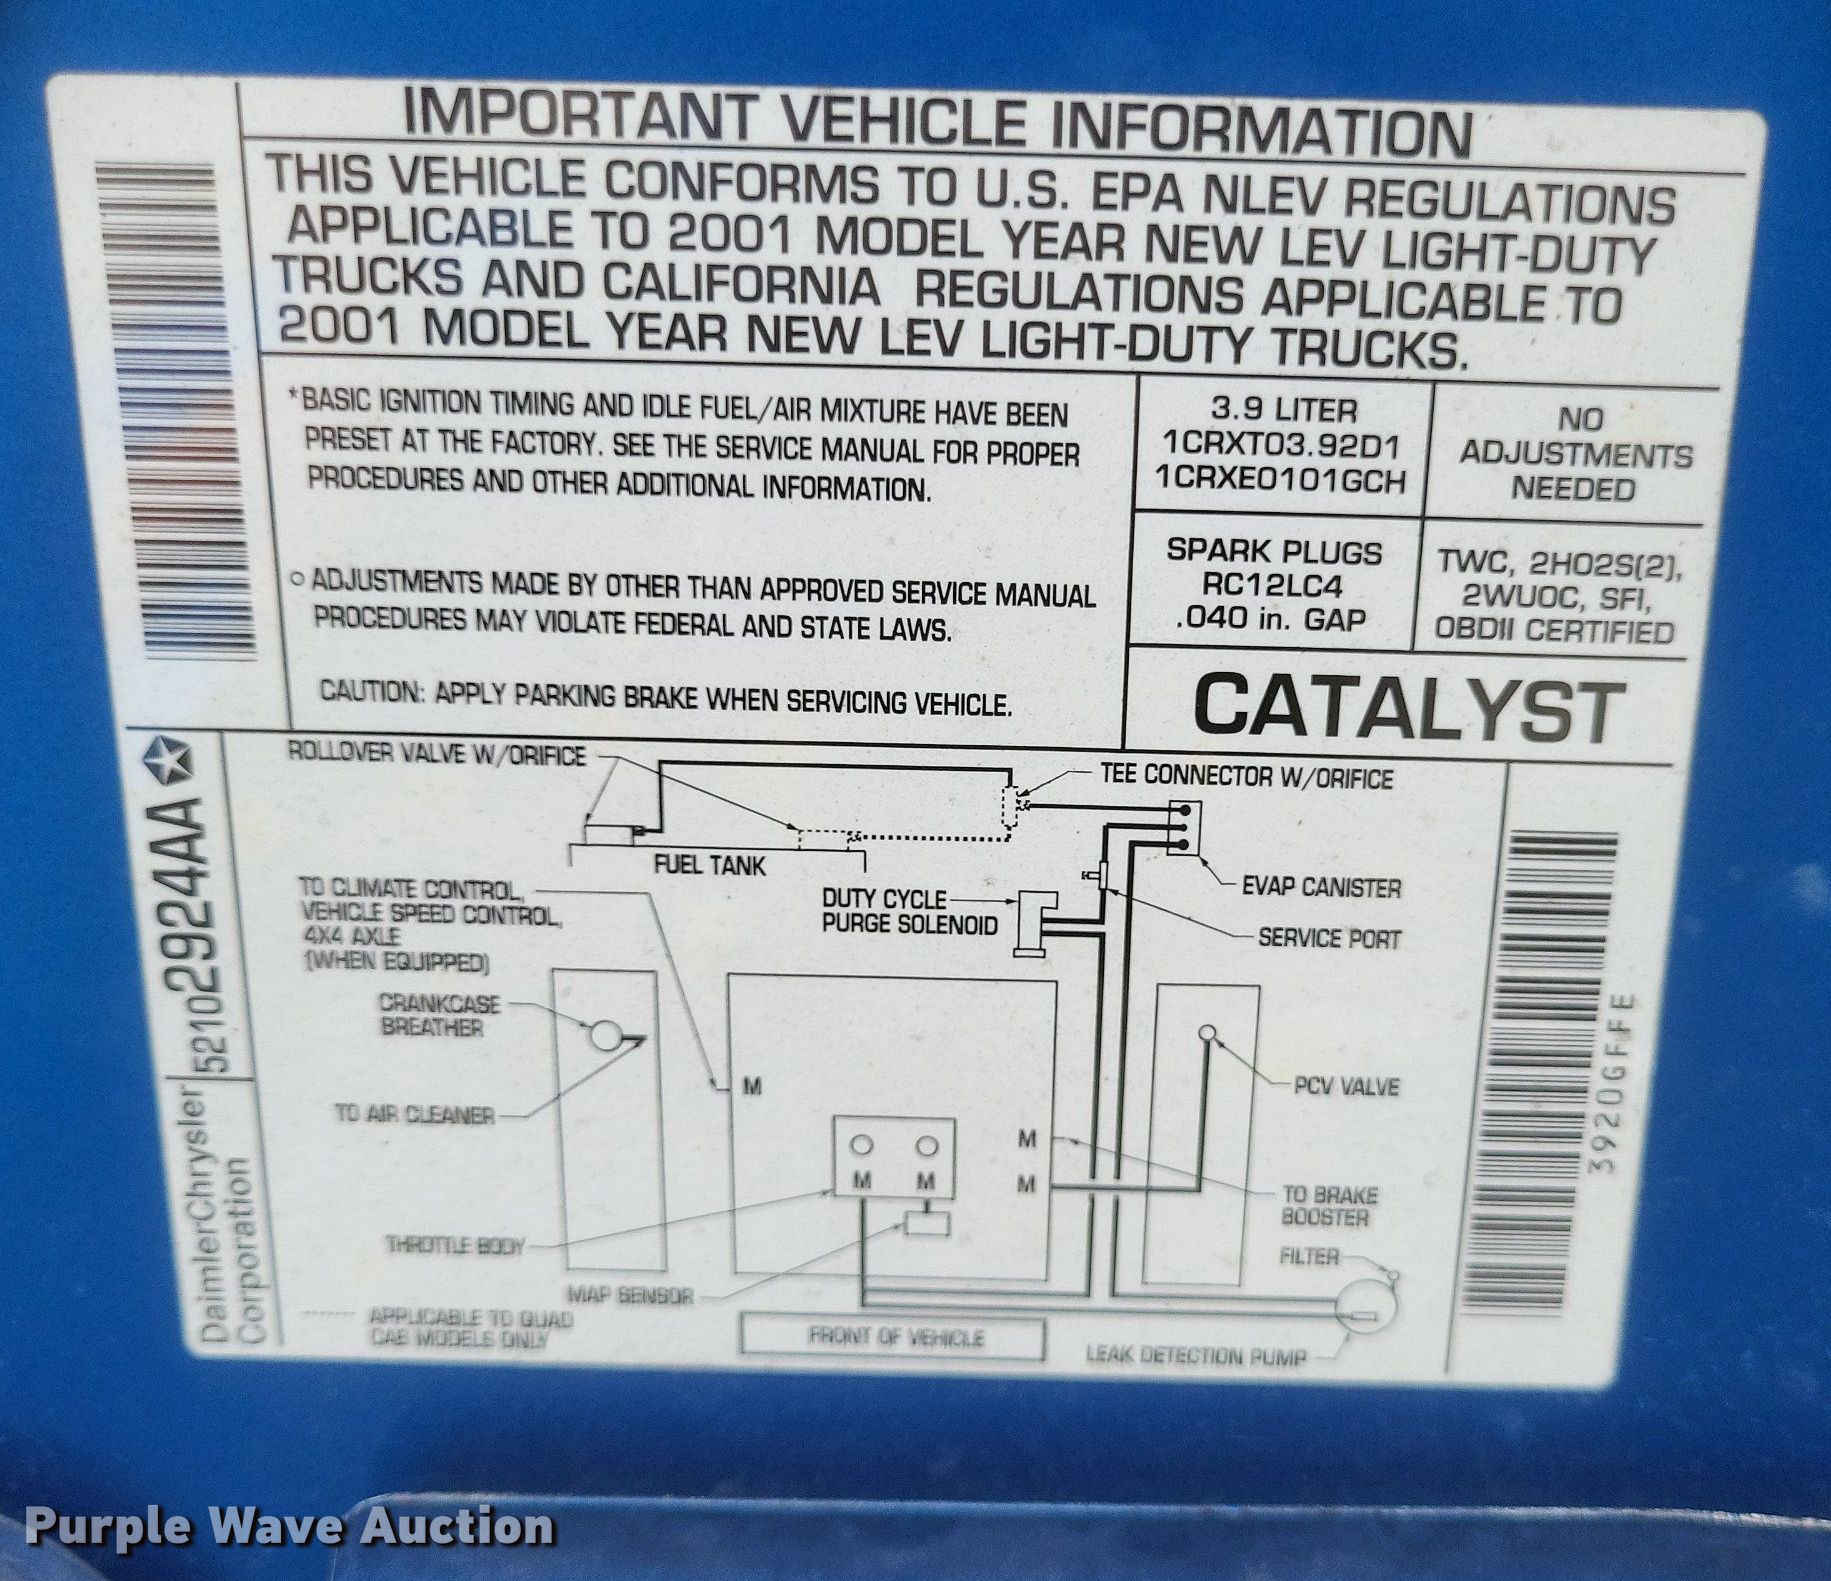 IMPORTANT VEHICLE INFORMATION
THIS VEHICLE CONFORMS TO U.S. EPA NLEV REGULATIONS
APPLICABLE TO 2001 MODEL YEAR NEW LEV LIGHT-DUTY
TRUCKS AND CALIFORNIA REGULATIONS APPLICABLE TO
2001 MODEL YEAR NEW LEV LIGHT-DUTY TRUCKS.
*BASIC IGNITION TIMING AND IDLE FUEL/AIR MIXTURE HAVE BEEN
PRESET AT THE FACTORY. SEE THE SERVICE MANUAL FOR PROPER
PROCEDURES AND OTHER ADDITIONAL INFORMATION.
○ ADJUSTMENTS MADE BY OTHER THAN APPROVED SERVICE MANUAL
PROCEDURES MAY VIOLATE FEDERAL AND STATE LAWS.
CAUTION: APPLY PARKING BRAKE WHEN SERVICING VEHICLE.
3.9 LITER
1CRXT03.92D1
1CRXE0101GCH
NO
ADJUSTMENTS
NEEDED
SPARK PLUGS
RC12LC4
.040 in. GAP
TWC, 2HO2S(2),
2WUOC, SFI,
OBDII CERTIFIED
CATALYST
ROLLOVER VALVE W/ORIFICE
TEE CONNECTOR W/ORIFICE
FUEL TANK
TO CLIMATE CONTROL,
VEHICLE SPEED CONTROL,
4X4 AXLE
(WHEN EQUIPPED)
DUTY CYCLE
PURGE SOLENOID
EVAP CANISTER
SERVICE PORT
CRANKCASE
BREATHER
TO AIR CLEANER
M
PCV VALVE
M
M
M M
TO BRAKE
BOOSTER
THROTTLE BODY
MAP SENSOR
FILTER
APPLICABLE TO QUAD
CAB MODELS ONLY
FRONT OF VEHICLE
LEAK DETECTION PUMP
DaimlerChrysler
Corporation
52102924AA
3920GFFE
Purple Wave Auction